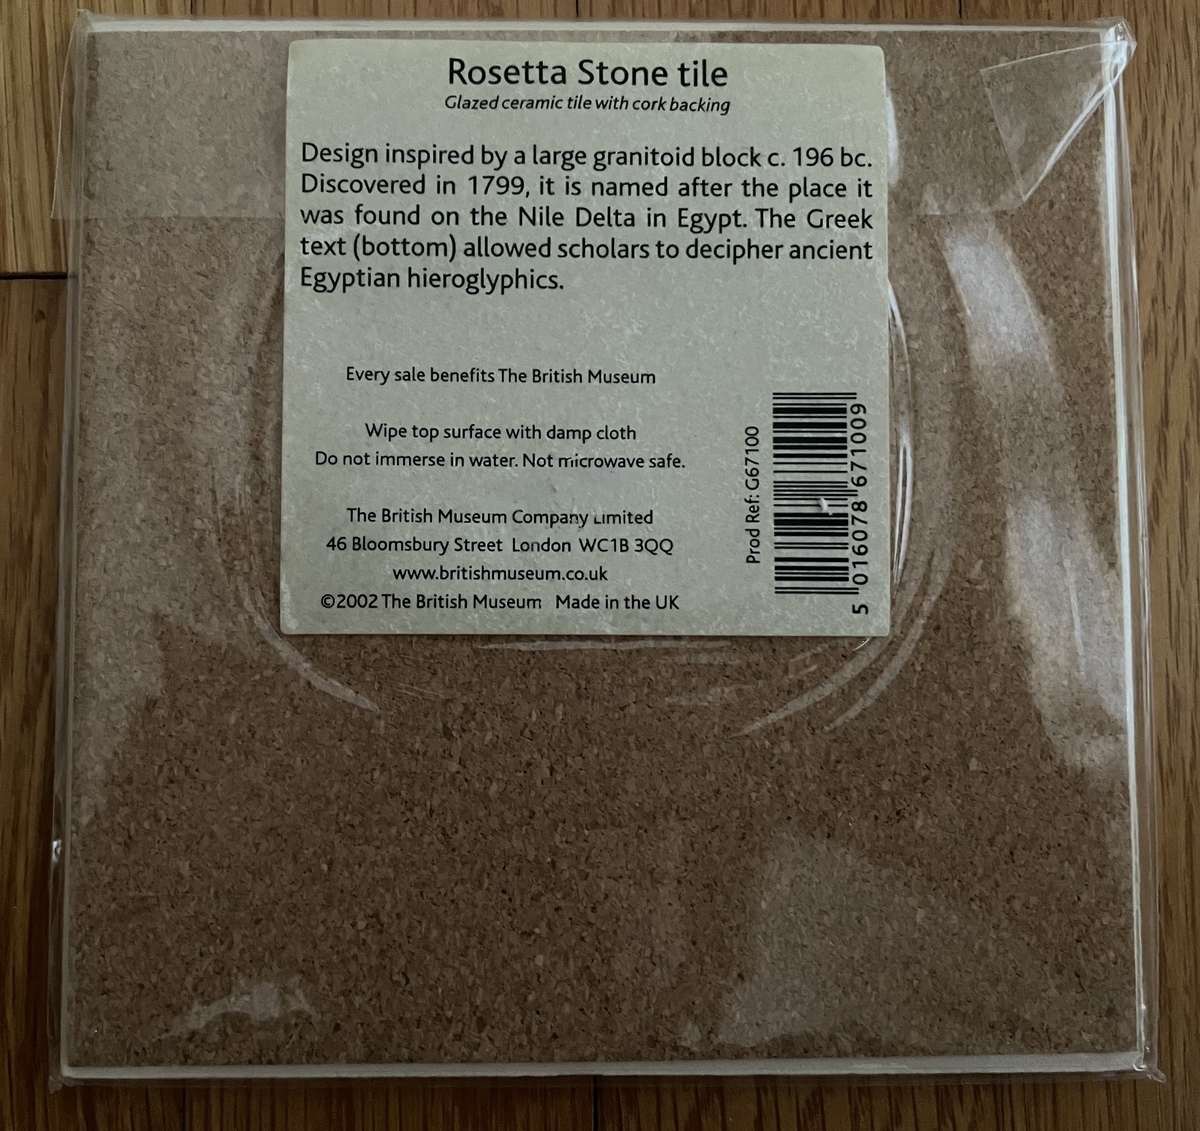 Rosetta Stone tile
Glazed ceramic tile with cork backing
Design inspired by a large granitoid block c. 196 bc.
Discovered in 1799, it is named after the place it
was found on the Nile Delta in Egypt. The Greek
text (bottom) allowed scholars to decipher ancient
Egyptian hieroglyphics.
Every sale benefits The British Museum
Wipe top surface with damp cloth
Do not immerse in water. Not microwave safe.
The British Museum Company Limited
46 Bloomsbury Street London WC1B 3QQ
www.britishmuseum.co.uk
©2002 The British Museum Made in the UK
Prod Ref: G67100
5 016078 671009